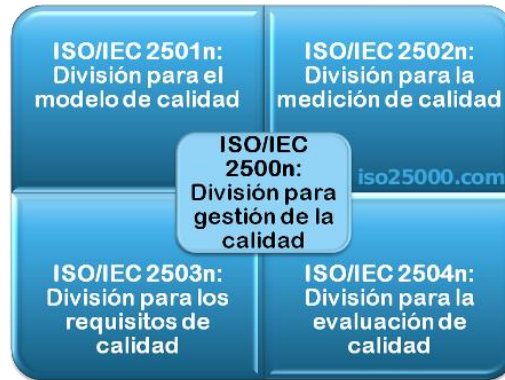 ISO/IEC 2501n:
División para el
modelo de calidad
ISO/IEC 2502n:
División para la
medición de calidad
ISO/IEC
2500n:
División para
gestión de la
calidad
iso25000.com
ISO/IEC 2503n:
División para los
requisitos de
calidad
ISO/IEC 2504n:
División para la
evaluación de
calidad